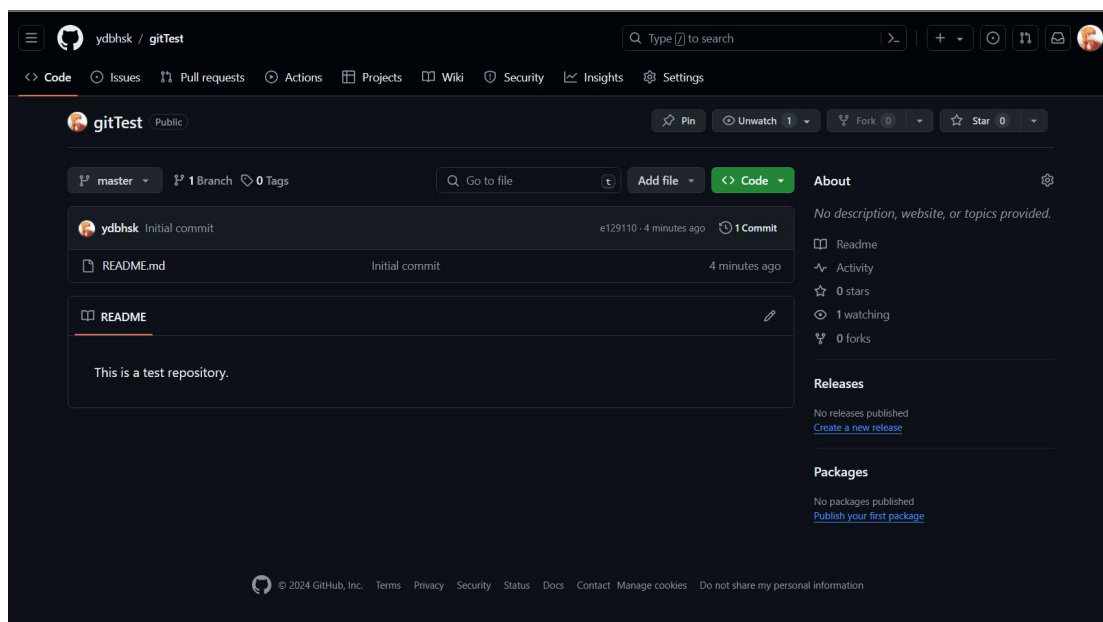 ydbhsk / gitTest
Type / to search
Code Issues Pull requests Actions Projects Wiki Security Insights Settings
gitTest Public
Pin Unwatch 1 Fork 0 Star 0
master 1 Branch 0 Tags
Go to file t Add file Code
ydbhsk Initial commit e129110 · 4 minutes ago 1 Commit
README.md Initial commit 4 minutes ago
README
This is a test repository.
About
No description, website, or topics provided.
Readme
Activity
0 stars
1 watching
0 forks
Releases
No releases published
Create a new release
Packages
No packages published
Publish your first package
© 2024 GitHub, Inc. Terms Privacy Security Status Docs Contact Manage cookies Do not share my personal information